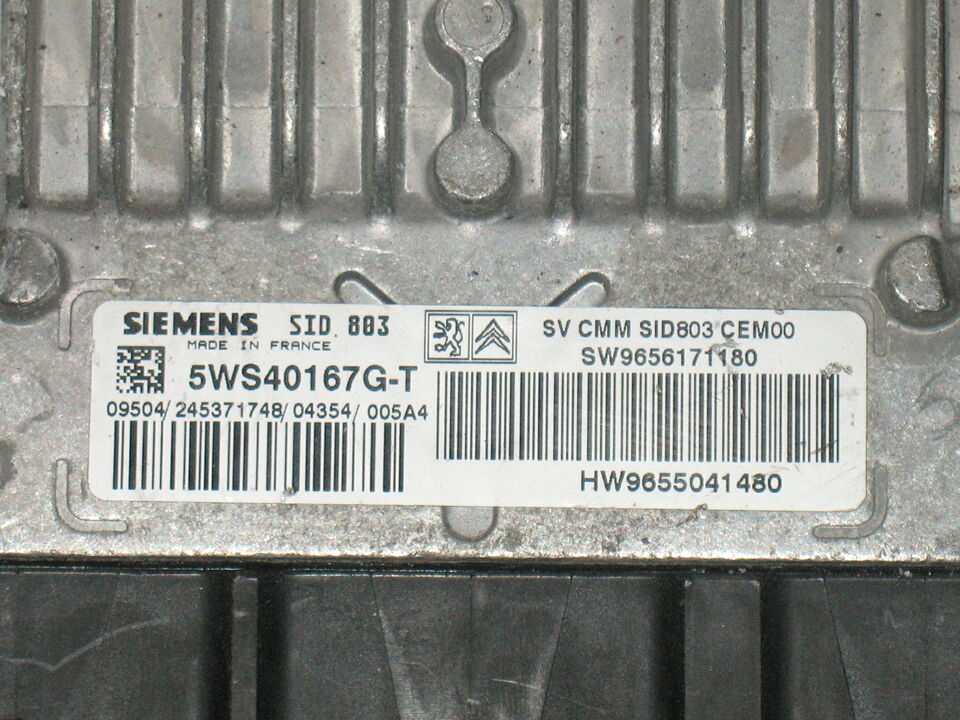 SIEMENS SID 803
MADE IN FRANCE
5WS40167G-T
09504/245371748/04354/005A4
SV CMM SID803 CEM00
SW9656171180
HW9655041480